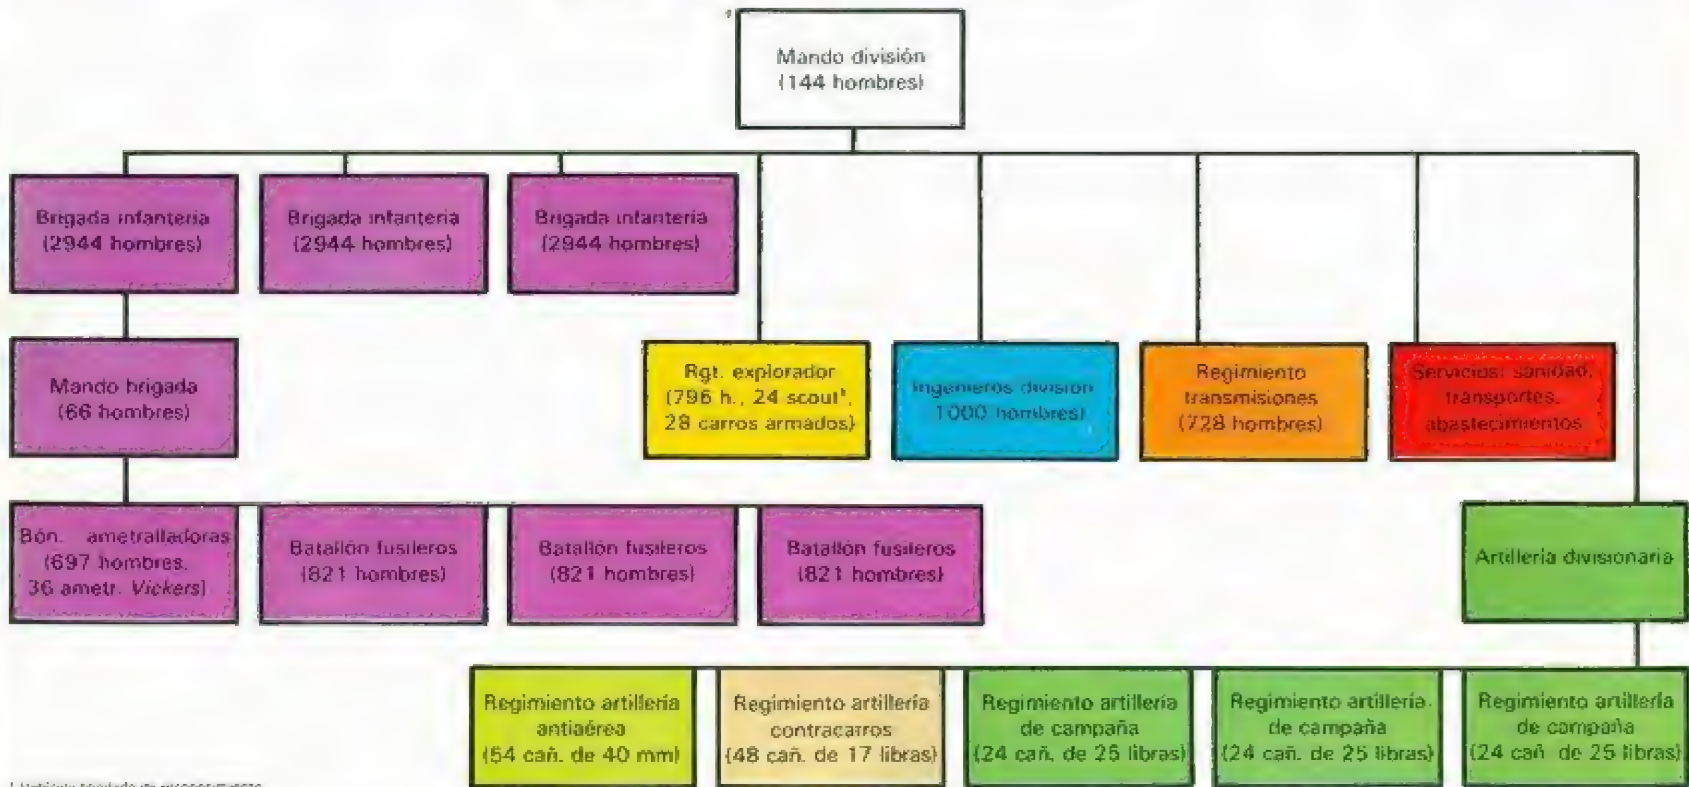 Mando división
(144 hombres)
Brigada infantería
(2944 hombres)
Brigada infantería
(2944 hombres)
Brigada infantería
(2944 hombres)
Mando brigada
(66 hombres)
Rgt. explorador
(796 h., 24 scout¹,
28 carros armados)
Ingenieros división
1000 hombres)
Regimiento
transmisiones
(728 hombres)
Servicios: sanidad,
transportes,
abastecimientos
Bón. ametralladoras
(697 hombres,
36 ametr. Vickers)
Batallón fusileros
(821 hombres)
Batallón fusileros
(821 hombres)
Batallón fusileros
(821 hombres)
Artillería divisionaria
Regimiento artillería
antiaérea
(54 cañ. de 40 mm)
Regimiento artillería
contracarros
(48 cañ. de 17 libras)
Regimiento artillería
de campaña
(24 cañ. de 25 libras)
Regimiento artillería
de campaña
(24 cañ. de 25 libras)
Regimiento artillería
de campaña
(24 cañ. de 25 libras)